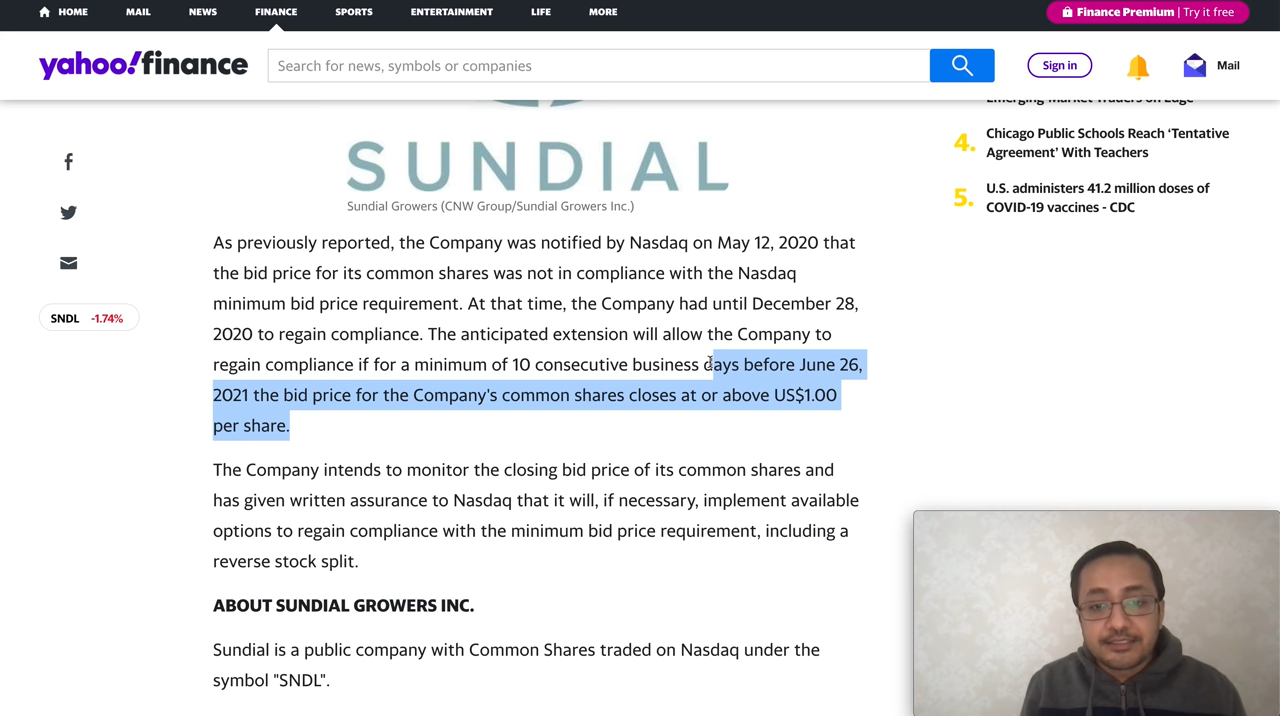 HOME MAIL NEWS FINANCE SPORTS ENTERTAINMENT LIFE MORE Finance Premium | Try it free
yahoo!finance Search for news, symbols or companies Sign in Mail
Emerging-Market Traders on Edge
4. Chicago Public Schools Reach ‘Tentative
Agreement’ With Teachers
5. U.S. administers 41.2 million doses of
COVID-19 vaccines - CDC
SNDL -1.74%
SUNDIAL
Sundial Growers (CNW Group/Sundial Growers Inc.)
As previously reported, the Company was notified by Nasdaq on May 12, 2020 that
the bid price for its common shares was not in compliance with the Nasdaq
minimum bid price requirement. At that time, the Company had until December 28,
2020 to regain compliance. The anticipated extension will allow the Company to
regain compliance if for a minimum of 10 consecutive business days before June 26,
2021 the bid price for the Company's common shares closes at or above US$1.00
per share.
The Company intends to monitor the closing bid price of its common shares and
has given written assurance to Nasdaq that it will, if necessary, implement available
options to regain compliance with the minimum bid price requirement, including a
reverse stock split.
ABOUT SUNDIAL GROWERS INC.
Sundial is a public company with Common Shares traded on Nasdaq under the
symbol "SNDL".